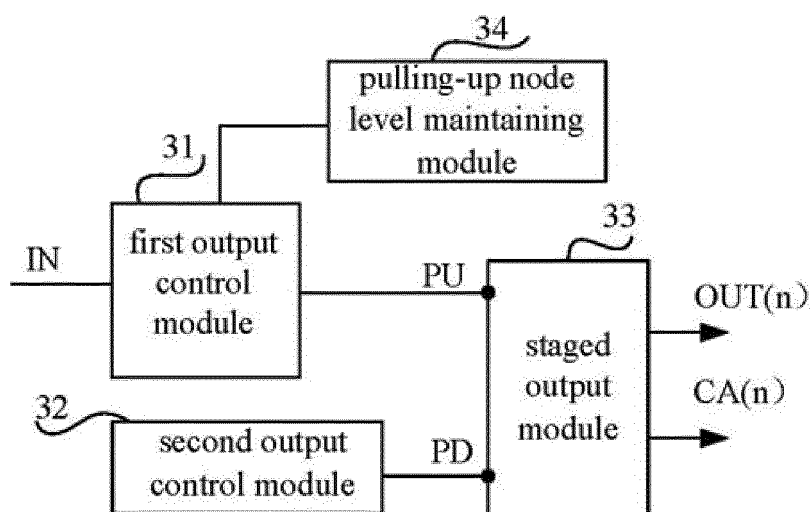 34
pulling-up node
level maintaining
module
31
first output
control
module
IN
PU
33
staged
output
module
OUT(n)
CA(n)
32
second output
control module
PD